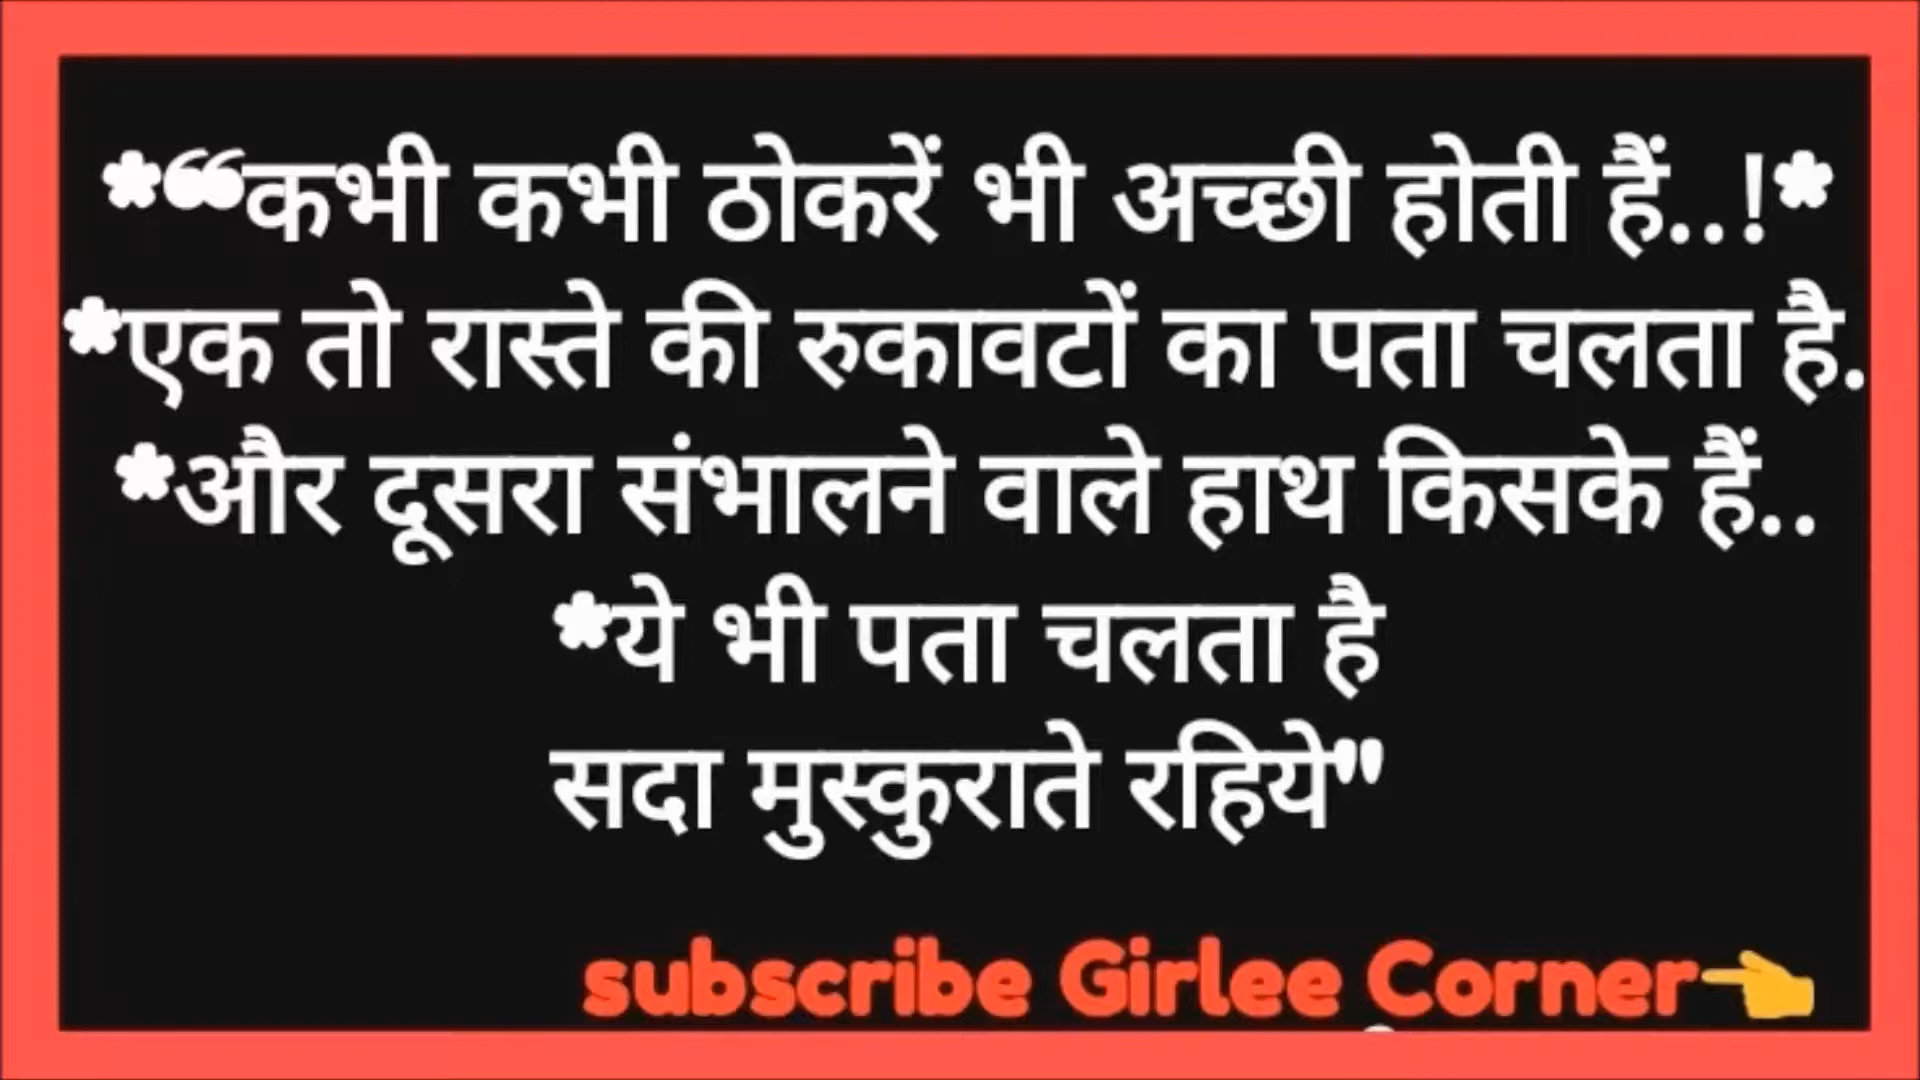 *❝कभी कभी ठोकरें भी अच्छी होती हैं..!*
*एक तो रास्ते की रुकावटों का पता चलता है.
*और दूसरा संभालने वाले हाथ किसके हैं..
*ये भी पता चलता है
सदा मुस्कुराते रहिये"
subscribe Girlee Corner👈